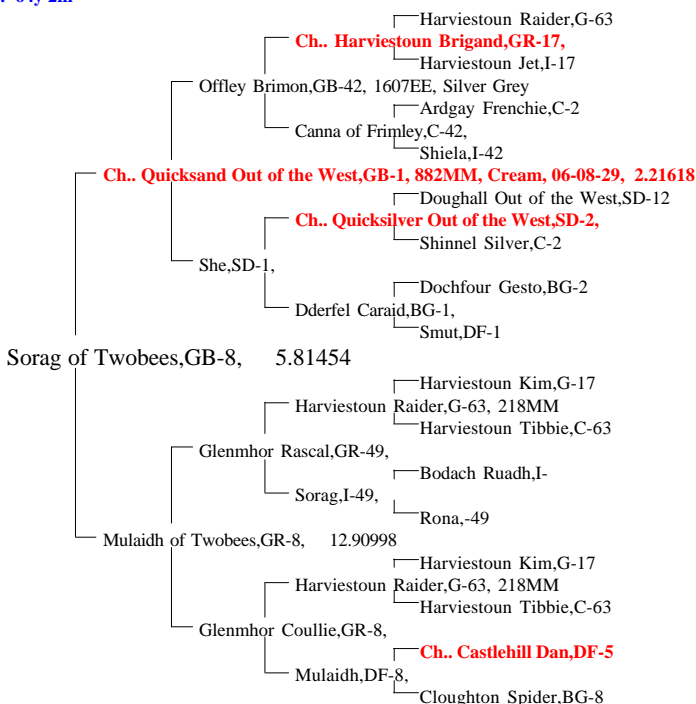 Harviestoun Raider,G-63
Ch.. Harviestoun Brigand,GR-17,
Harviestoun Jet,I-17
Offley Brimon,GB-42, 1607EE, Silver Grey
Ardgay Frenchie,C-2
Canna of Frimley,C-42,
Shiela,I-42
Ch.. Quicksand Out of the West,GB-1, 882MM, Cream, 06-08-29, 2.21618
Doughall Out of the West,SD-12
Ch.. Quicksilver Out of the West,SD-2,
Shinnel Silver,C-2
She,SD-1,
Dochfour Gesto,BG-2
Dderfel Caraid,BG-1,
Smut,DF-1
Sorag of Twobees,GB-8, 5.81454
Harviestoun Kim,G-17
Harviestoun Raider,G-63, 218MM
Harviestoun Tibbie,C-63
Glenmhor Rascal,GR-49,
Bodach Ruadh,I-
Sorag,I-49,
Rona,-49
Mulaidh of Twobees,GR-8, 12.90998
Harviestoun Kim,G-17
Harviestoun Raider,G-63, 218MM
Harviestoun Tibbie,C-63
Glenmhor Coullie,GR-8,
Ch.. Castlehill Dan,DF-5
Mulaidh,DF-8,
Cloughton Spider,BG-8